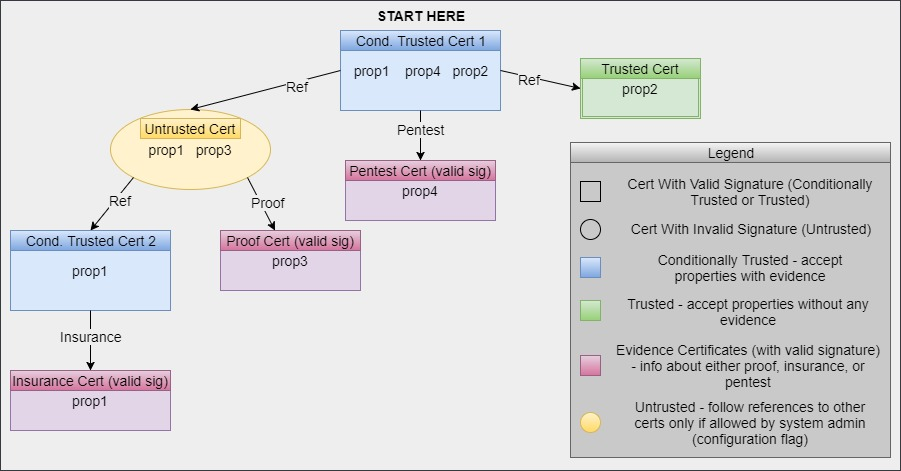 START HERE
Cond. Trusted Cert 1
prop1 prop4 prop2
Ref
Ref
Trusted Cert
prop2
Untrusted Cert
prop1 prop3
Pentest
Pentest Cert (valid sig)
prop4
Ref
Proof
Cond. Trusted Cert 2
prop1
Proof Cert (valid sig)
prop3
Insurance
Insurance Cert (valid sig)
prop1
Legend
Cert With Valid Signature (Conditionally
Trusted or Trusted)
Cert With Invalid Signature (Untrusted)
Conditionally Trusted - accept
properties with evidence
Trusted - accept properties without any
evidence
Evidence Certificates (with valid signature)
- info about either proof, insurance, or
pentest
Untrusted - follow references to other
certs only if allowed by system admin
(configuration flag)